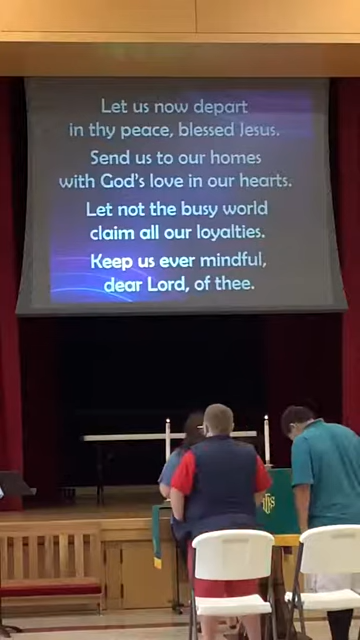 Let us now depart
in thy peace, blessed Jesus.
Send us to our homes
with God's love in our hearts.
Let not the busy world
claim all our loyalties.
Keep us ever mindful,
dear Lord, of thee.